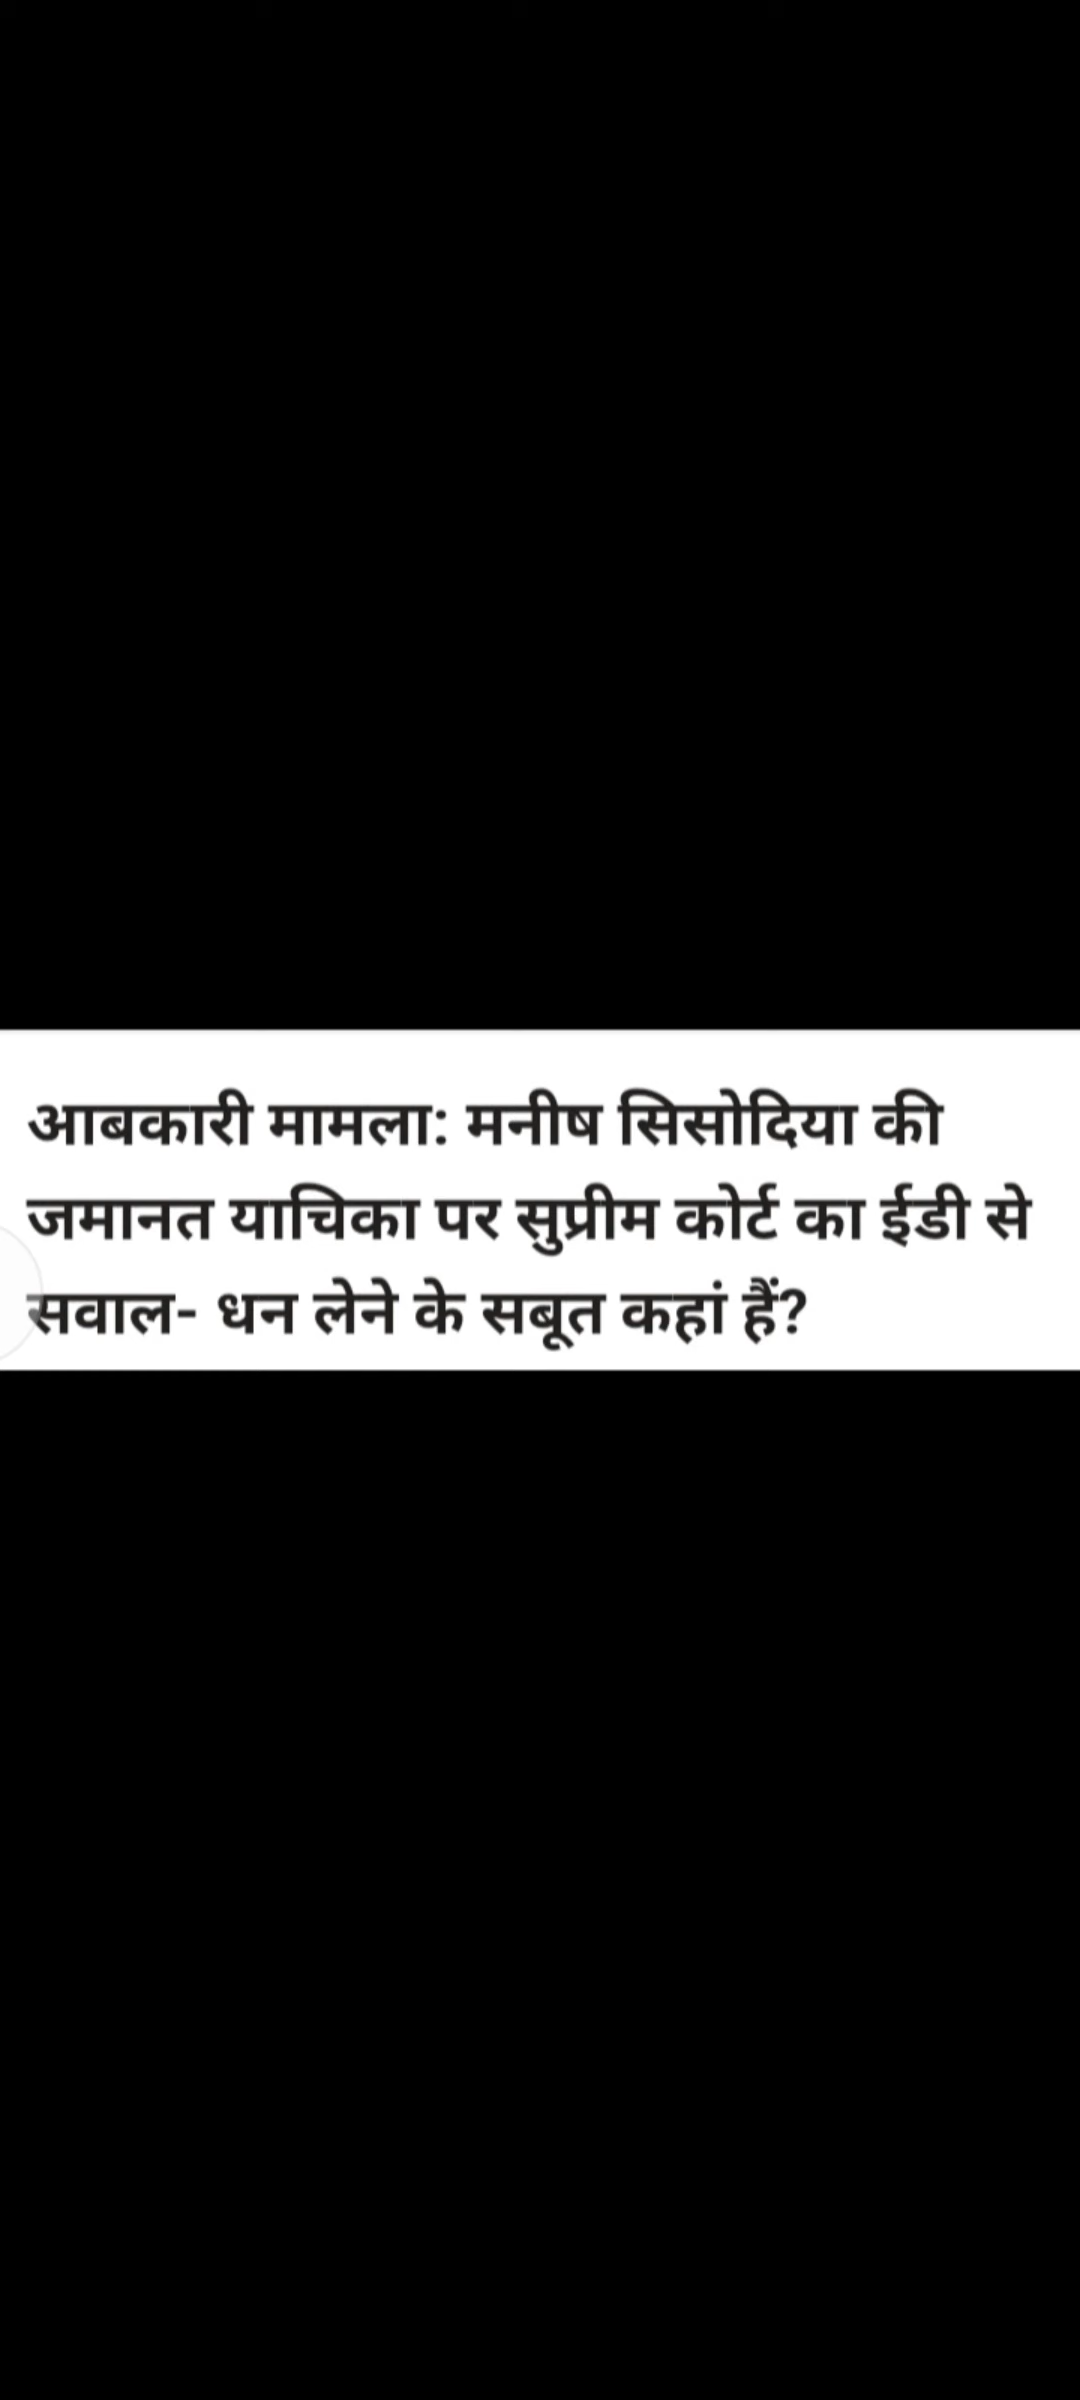 आबकारी मामला: मनीष सिसोदिया की
जमानत याचिका पर सुप्रीम कोर्ट का ईडी से
सवाल- धन लेने के सबूत कहां हैं?